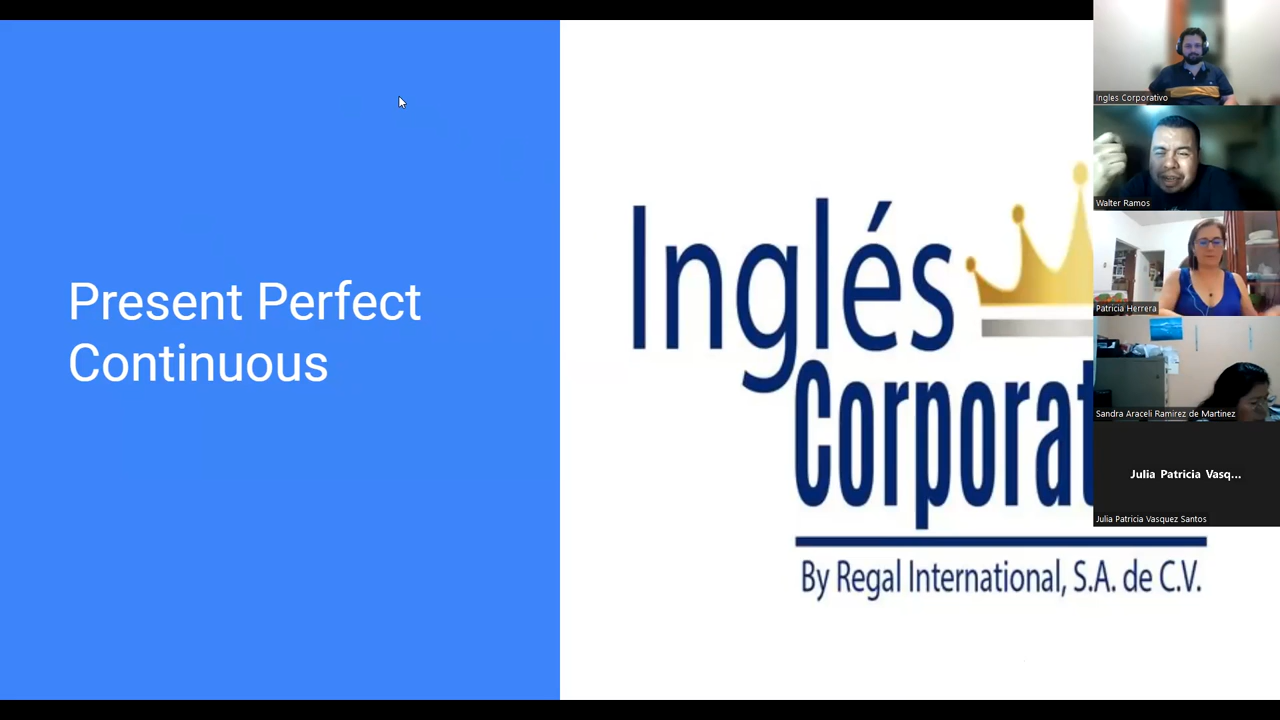 Present Perfect
Continuous
Inglés
Corporat
By Regal International, S.A. de C.V.
Ingles Corporativo
Walter Ramos
Patricia Herrera
Sandra Araceli Ramirez de Martinez
Julia Patricia Vasq...
Julia Patricia Vasquez Santos